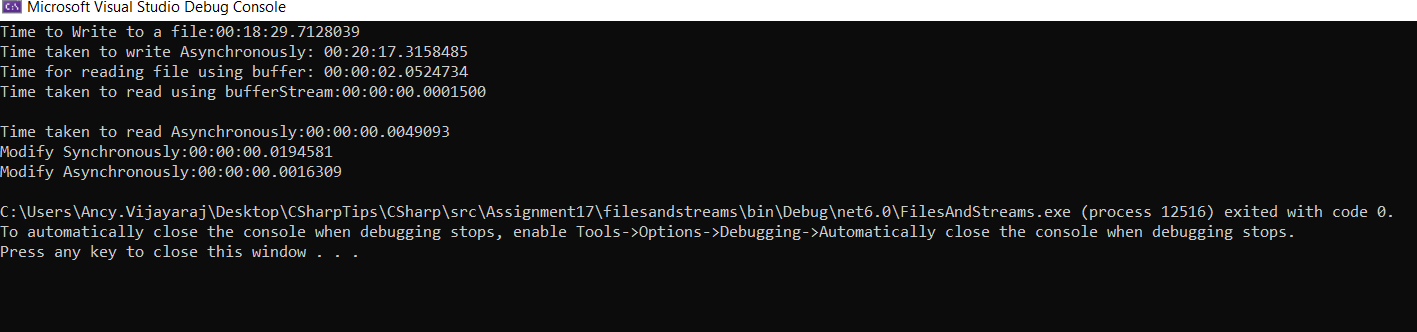 C:\ Microsoft Visual Studio Debug Console
Time to Write to a file:00:18:29.7128039
Time taken to write Asynchronously: 00:20:17.3158485
Time for reading file using buffer: 00:00:02.0524734
Time taken to read using bufferStream:00:00:00.0001500
Time taken to read Asynchronously:00:00:00.0049093
Modify Synchronously:00:00:00.0194581
Modify Asynchronously:00:00:00.0016309
C:\Users\Ancy.Vijayaraj\Desktop\CSharpTips\CSharp\src\Assignment17\filesandstreams\bin\Debug\net6.0\FilesAndStreams.exe (process 12516) exited with code 0.
To automatically close the console when debugging stops, enable Tools->Options->Debugging->Automatically close the console when debugging stops.
Press any key to close this window . . .